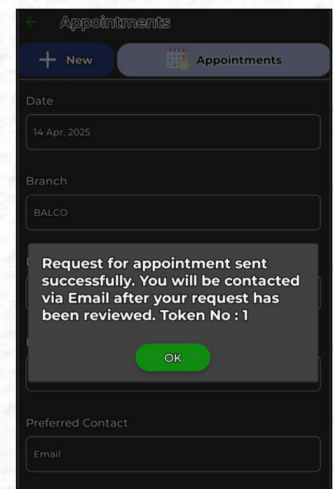 Appointments
+ New
Appointments
Date
14 Apr, 2025
Branch
BALCO
Request for appointment sent
successfully. You will be contacted
via Email after your request has
been reviewed. Token No : 1
OK
Preferred Contact
Email